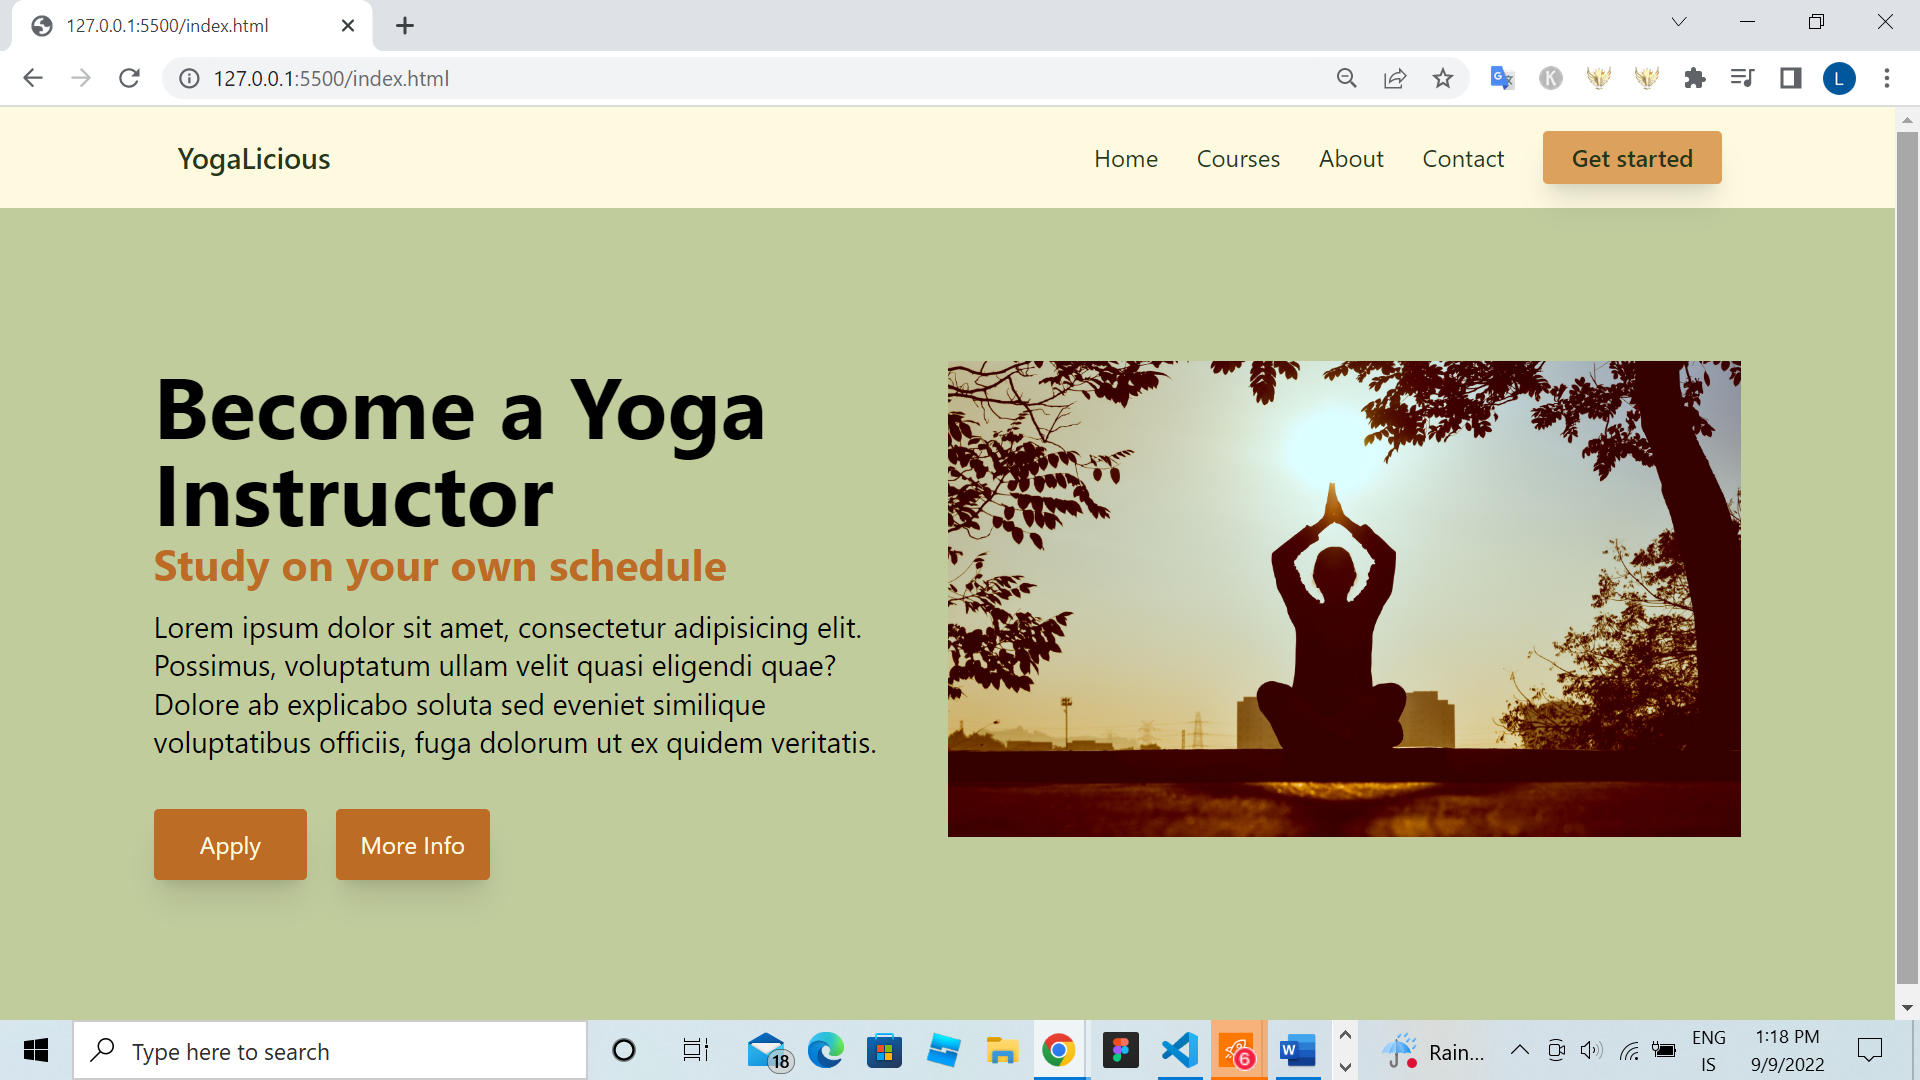 127.0.0.1:5500/index.html
127.0.0.1:5500/index.html
L
YogaLicious
Home Courses About Contact Get started
Become a Yoga
Instructor
Study on your own schedule
Lorem ipsum dolor sit amet, consectetur adipisicing elit.
Possimus, voluptatum ullam velit quasi eligendi quae?
Dolore ab explicabo soluta sed eveniet similique
voluptatibus officiis, fuga dolorum ut ex quidem veritatis.
Apply More Info
Type here to search
18
6
Rain...
ENG
IS
1:18 PM
9/9/2022